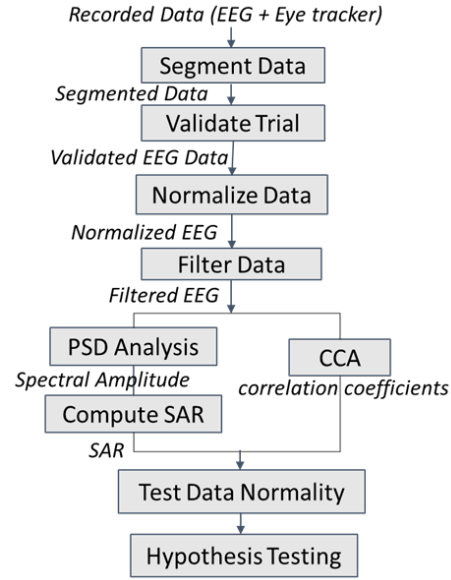 Recorded Data (EEG + Eye tracker)
Segment Data
Segmented Data
Validate Trial
Validated EEG Data
Normalize Data
Normalized EEG
Filter Data
Filtered EEG
PSD Analysis
CCA
Spectral Amplitude
correlation coefficients
Compute SAR
SAR
Test Data Normality
Hypothesis Testing